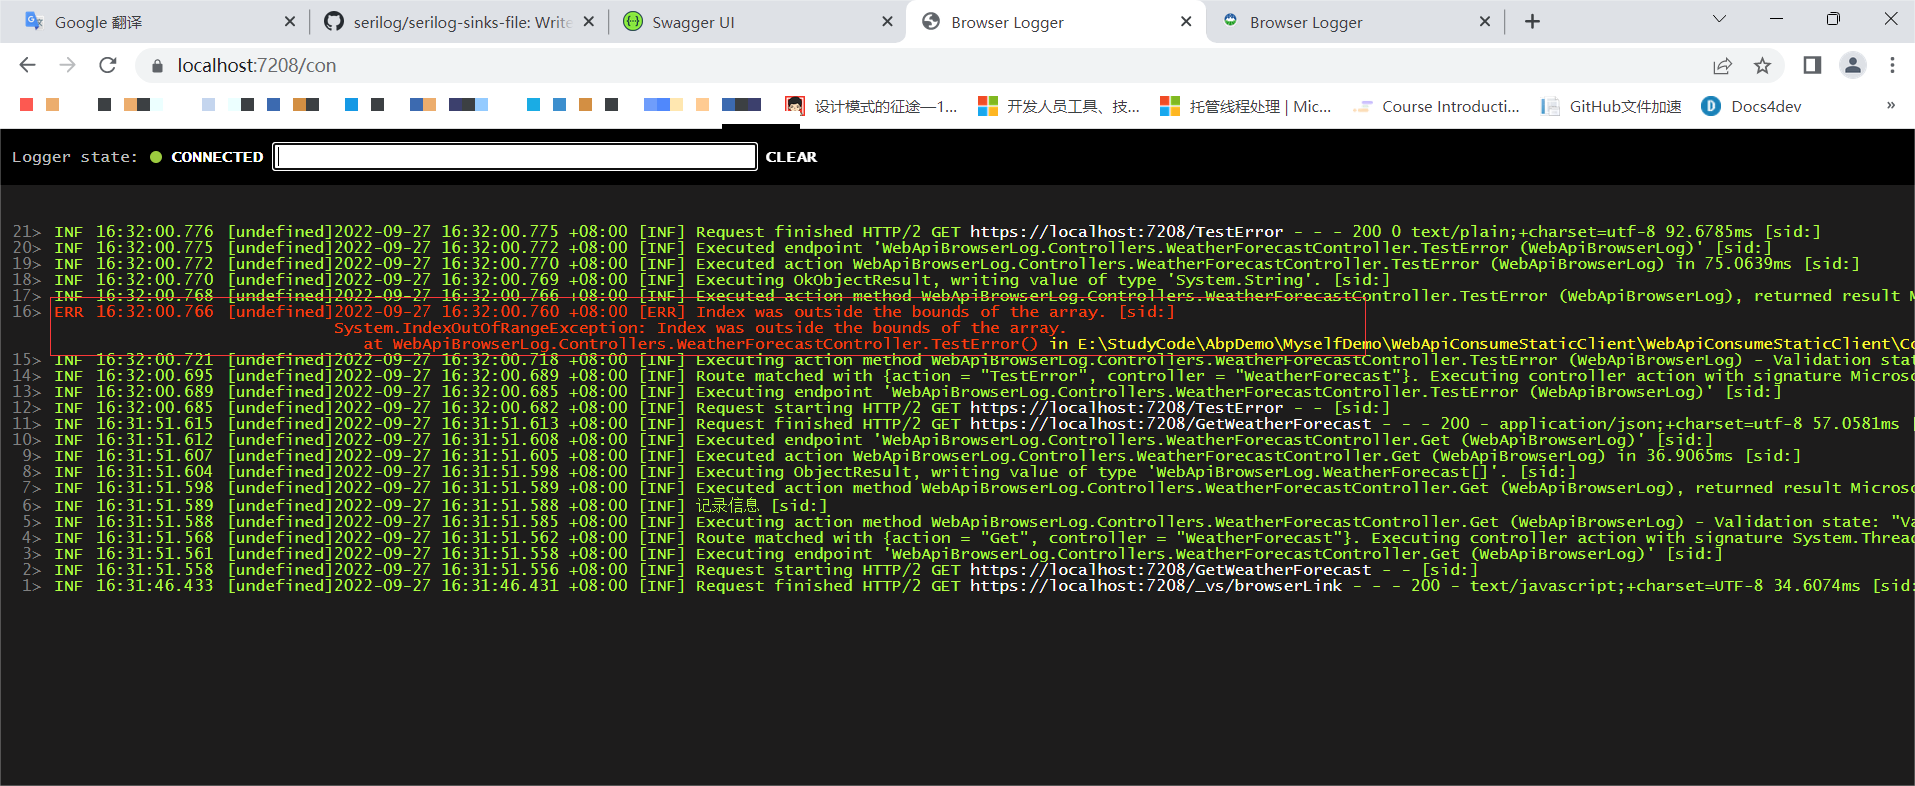 Google 翻译
serilog/serilog-sinks-file: Write
Swagger UI
Browser Logger
Browser Logger
localhost:7208/con
设计模式的征途—1...
开发人员工具、技...
托管线程处理 | Mic...
Course Introducti...
GitHub文件加速
Docs4dev
»
Logger state: CONNECTED CLEAR
21> INF 16:32:00.776 [undefined]2022-09-27 16:32:00.775 +08:00 [INF] Request finished HTTP/2 GET https://localhost:7208/TestError - - - 200 0 text/plain;+charset=utf-8 92.6785ms [sid:]
20> INF 16:32:00.775 [undefined]2022-09-27 16:32:00.772 +08:00 [INF] Executed endpoint 'WebApiBrowserLog.Controllers.WeatherForecastController.TestError (WebApiBrowserLog)' [sid:]
19> INF 16:32:00.772 [undefined]2022-09-27 16:32:00.770 +08:00 [INF] Executed action WebApiBrowserLog.Controllers.WeatherForecastController.TestError (WebApiBrowserLog) in 75.0639ms [sid:]
18> INF 16:32:00.770 [undefined]2022-09-27 16:32:00.769 +08:00 [INF] Executing OkObjectResult, writing value of type 'System.String'. [sid:]
17> INF 16:32:00.768 [undefined]2022-09-27 16:32:00.766 +08:00 [INF] Executed action method WebApiBrowserLog.Controllers.WeatherForecastController.TestError (WebApiBrowserLog), returned result M
16> ERR 16:32:00.766 [undefined]2022-09-27 16:32:00.760 +08:00 [ERR] Index was outside the bounds of the array. [sid:]
System.IndexOutOfRangeException: Index was outside the bounds of the array.
at WebApiBrowserLog.Controllers.WeatherForecastController.TestError() in E:\StudyCode\AbpDemo\MyselfDemo\WebApiConsumeStaticClient\WebApiConsumeStaticClient\Co
15> INF 16:32:00.721 [undefined]2022-09-27 16:32:00.718 +08:00 [INF] Executing action method WebApiBrowserLog.Controllers.WeatherForecastController.TestError (WebApiBrowserLog) - Validation state
14> INF 16:32:00.695 [undefined]2022-09-27 16:32:00.689 +08:00 [INF] Route matched with {action = "TestError", controller = "WeatherForecast"}. Executing controller action with signature Microso
13> INF 16:32:00.689 [undefined]2022-09-27 16:32:00.685 +08:00 [INF] Executing endpoint 'WebApiBrowserLog.Controllers.WeatherForecastController.TestError (WebApiBrowserLog)' [sid:]
12> INF 16:32:00.685 [undefined]2022-09-27 16:32:00.682 +08:00 [INF] Request starting HTTP/2 GET https://localhost:7208/TestError - - [sid:]
11> INF 16:31:51.615 [undefined]2022-09-27 16:31:51.613 +08:00 [INF] Request finished HTTP/2 GET https://localhost:7208/GetWeatherForecast - - - 200 - application/json;+charset=utf-8 57.0581ms [
10> INF 16:31:51.612 [undefined]2022-09-27 16:31:51.608 +08:00 [INF] Executed endpoint 'WebApiBrowserLog.Controllers.WeatherForecastController.Get (WebApiBrowserLog)' [sid:]
9> INF 16:31:51.607 [undefined]2022-09-27 16:31:51.605 +08:00 [INF] Executed action WebApiBrowserLog.Controllers.WeatherForecastController.Get (WebApiBrowserLog) in 36.9065ms [sid:]
8> INF 16:31:51.604 [undefined]2022-09-27 16:31:51.598 +08:00 [INF] Executing ObjectResult, writing value of type 'WebApiBrowserLog.WeatherForecast[]'. [sid:]
7> INF 16:31:51.598 [undefined]2022-09-27 16:31:51.589 +08:00 [INF] Executed action method WebApiBrowserLog.Controllers.WeatherForecastController.Get (WebApiBrowserLog), returned result Microso
6> INF 16:31:51.589 [undefined]2022-09-27 16:31:51.588 +08:00 [INF] 记录信息 [sid:]
5> INF 16:31:51.588 [undefined]2022-09-27 16:31:51.585 +08:00 [INF] Executing action method WebApiBrowserLog.Controllers.WeatherForecastController.Get (WebApiBrowserLog) - Validation state: "Va
4> INF 16:31:51.568 [undefined]2022-09-27 16:31:51.562 +08:00 [INF] Route matched with {action = "Get", controller = "WeatherForecast"}. Executing controller action with signature System.Thread
3> INF 16:31:51.561 [undefined]2022-09-27 16:31:51.558 +08:00 [INF] Executing endpoint 'WebApiBrowserLog.Controllers.WeatherForecastController.Get (WebApiBrowserLog)' [sid:]
2> INF 16:31:51.558 [undefined]2022-09-27 16:31:51.556 +08:00 [INF] Request starting HTTP/2 GET https://localhost:7208/GetWeatherForecast - - [sid:]
1> INF 16:31:46.433 [undefined]2022-09-27 16:31:46.431 +08:00 [INF] Request finished HTTP/2 GET https://localhost:7208/_vs/browserLink - - - 200 - text/javascript;+charset=UTF-8 34.6074ms [sid: